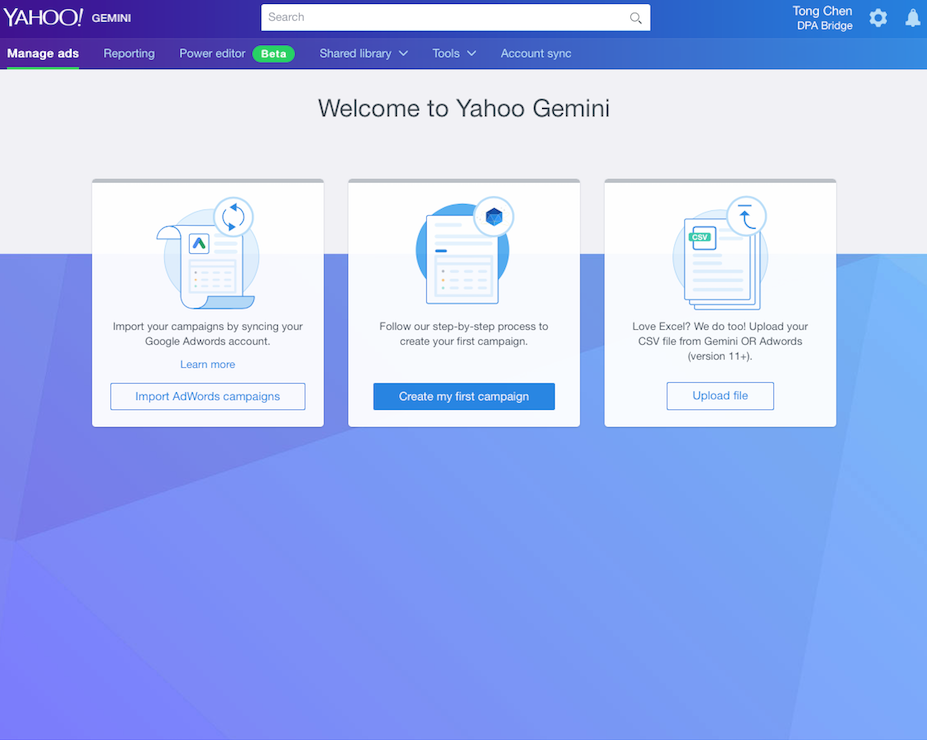 YAHOO! GEMINI
Search
Tong Chen
DPA Bridge
Manage ads
Reporting
Power editor Beta
Shared library
Tools
Account sync
Welcome to Yahoo Gemini
Import your campaigns by syncing your
Google Adwords account.
Learn more
Import AdWords campaigns
Follow our step-by-step process to
create your first campaign.
Create my first campaign
CSV
Love Excel? We do too! Upload your
CSV file from Gemini OR Adwords
(version 11+).
Upload file